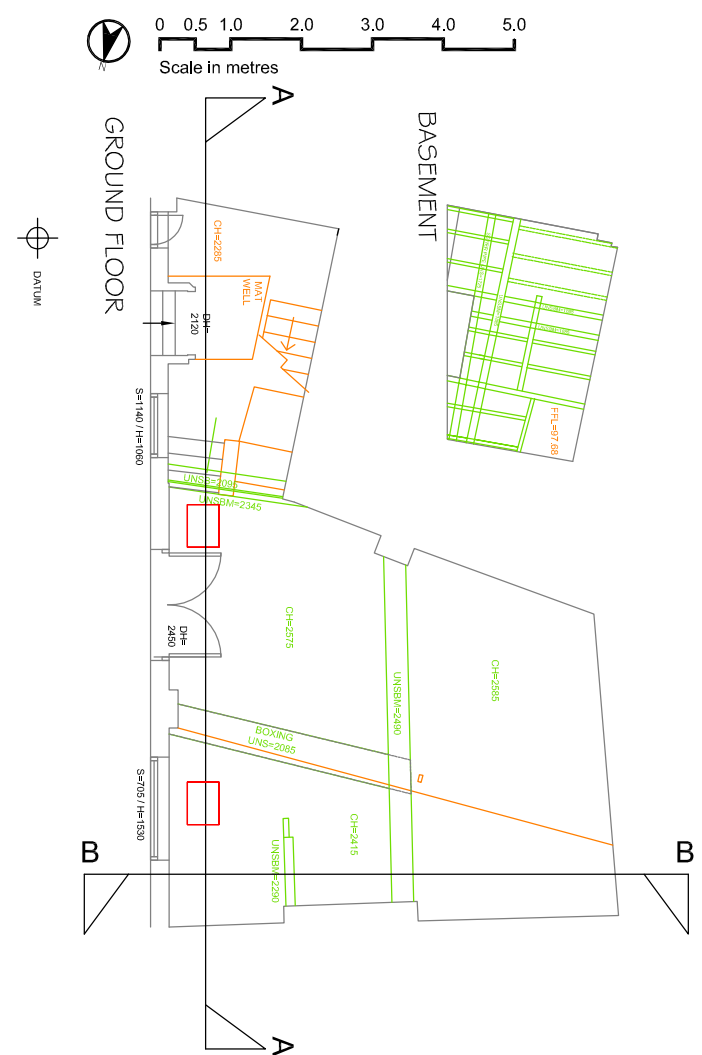 0 0.5 1.0 2.0 3.0 4.0 5.0
Scale in metres
N
A
GROUND FLOOR
BASEMENT
DATUM
CH=2285
MAT
WELL
DH=
2120
FFL=97.68
S=1140 / H=1060
UNSB=2095
UNSBM=2345
CH=2575
DH=
2450
UNSBM=2490
CH=2585
BOXING
UNS=2085
S=705 / H=1530
CH=2415
UNSBM=2290
B
B
A